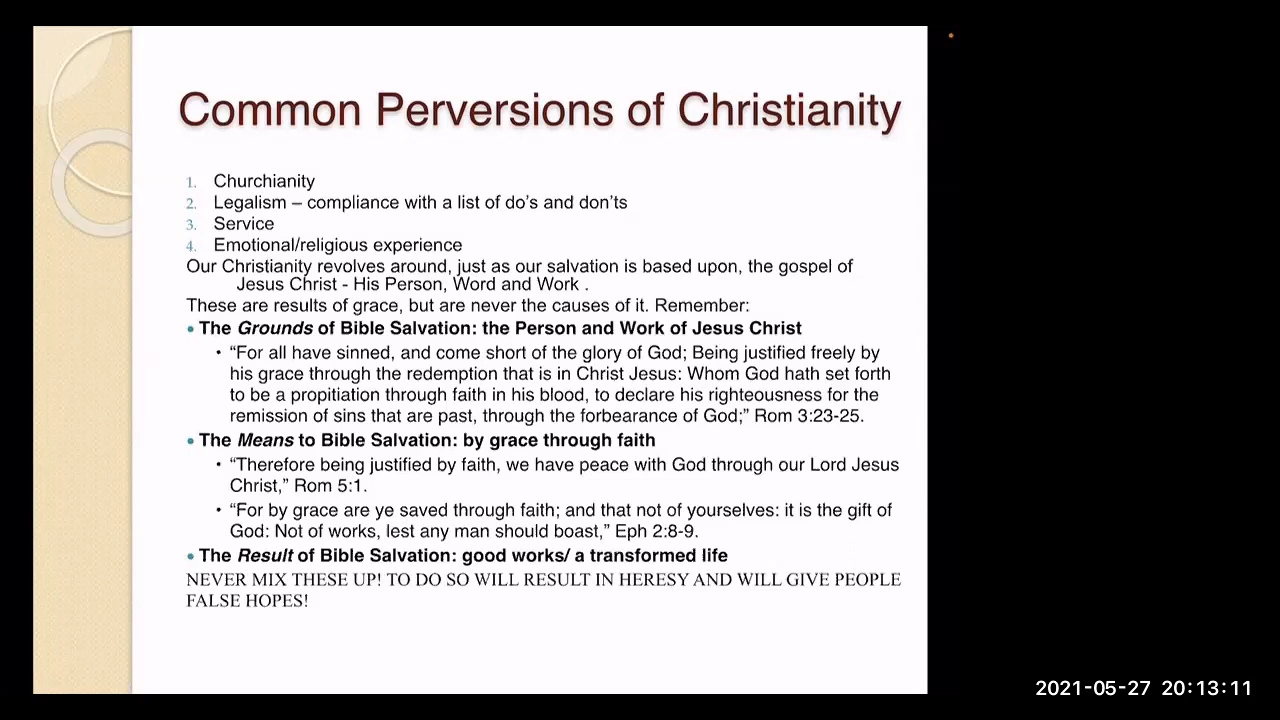 Common Perversions of Christianity
1. Churchianity
2. Legalism – compliance with a list of do’s and don’ts
3. Service
4. Emotional/religious experience
Our Christianity revolves around, just as our salvation is based upon, the gospel of
Jesus Christ - His Person, Word and Work .
These are results of grace, but are never the causes of it. Remember:
• The Grounds of Bible Salvation: the Person and Work of Jesus Christ
• “For all have sinned, and come short of the glory of God; Being justified freely by
his grace through the redemption that is in Christ Jesus: Whom God hath set forth
to be a propitiation through faith in his blood, to declare his righteousness for the
remission of sins that are past, through the forbearance of God;” Rom 3:23-25.
• The Means to Bible Salvation: by grace through faith
• “Therefore being justified by faith, we have peace with God through our Lord Jesus
Christ,” Rom 5:1.
• “For by grace are ye saved through faith; and that not of yourselves: it is the gift of
God: Not of works, lest any man should boast,” Eph 2:8-9.
• The Result of Bible Salvation: good works/ a transformed life
NEVER MIX THESE UP! TO DO SO WILL RESULT IN HERESY AND WILL GIVE PEOPLE
FALSE HOPES!
2021-05-27 20:13:11